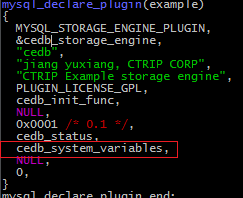 mysql_declare_plugin(example)
{
MYSQL_STORAGE_ENGINE_PLUGIN,
&cedb_storage_engine,
"cedb",
"jiang yuxiang, CTRIP CORP",
"CTRIP Example storage engine",
PLUGIN_LICENSE_GPL,
cedb_init_func,
NULL,
0x0001 /* 0.1 */,
cedb_status,
cedb_system_variables,
NULL,
0,
}
mysql_declare_plugin_end;